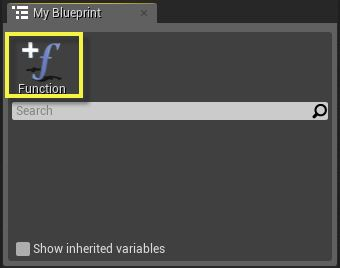 My Blueprint
Function
Search
Show inherited variables